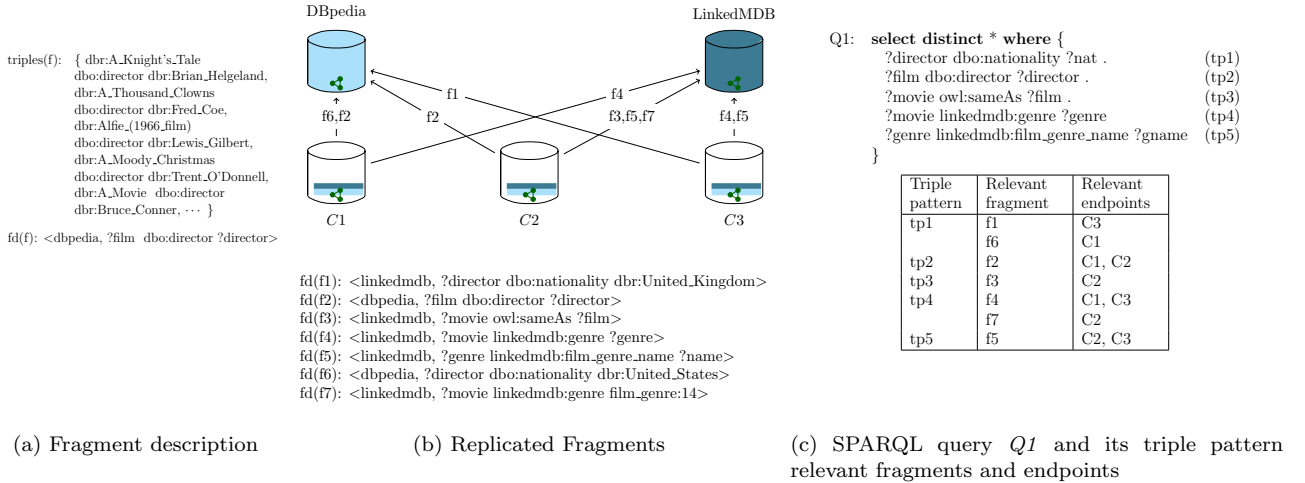 triples(f): { dbr:A_Knight's_Tale
dbo:director dbr:Brian_Helgeland,
dbr:A_Thousand_Clowns
dbo:director dbr:Fred_Coe,
dbr:Alfie_(1966_film)
dbo:director dbr:Lewis_Gilbert,
dbr:A_Moody_Christmas
dbo:director dbr:Trent_O'Donnell,
dbr:A_Movie dbo:director
dbr:Bruce_Conner, ⋯ }
fd(f): <dbpedia, ?film dbo:director ?director>
(a) Fragment description
DBpedia
LinkedMDB
f1
f4
f6,f2
f2
f3,f5,f7
f4,f5
C1
C2
C3
fd(f1): <linkedmdb, ?director dbo:nationality dbr:United_Kingdom>
fd(f2): <dbpedia, ?film dbo:director ?director>
fd(f3): <linkedmdb, ?movie owl:sameAs ?film>
fd(f4): <linkedmdb, ?movie linkedmdb:genre ?genre>
fd(f5): <linkedmdb, ?genre linkedmdb:film_genre_name ?name>
fd(f6): <dbpedia, ?director dbo:nationality dbr:United_States>
fd(f7): <linkedmdb, ?movie linkedmdb:genre film_genre:14>
(b) Replicated Fragments
Q1: select distinct * where {
?director dbo:nationality ?nat . (tp1)
?film dbo:director ?director . (tp2)
?movie owl:sameAs ?film . (tp3)
?movie linkedmdb:genre ?genre (tp4)
?genre linkedmdb:film_genre_name ?gname (tp5)
}
Triple Relevant Relevant
pattern fragment endpoints
tp1 f1 C3
f6 C1
tp2 f2 C1, C2
tp3 f3 C2
tp4 f4 C1, C3
f7 C2
tp5 f5 C2, C3
(c) SPARQL query Q1 and its triple pattern
relevant fragments and endpoints